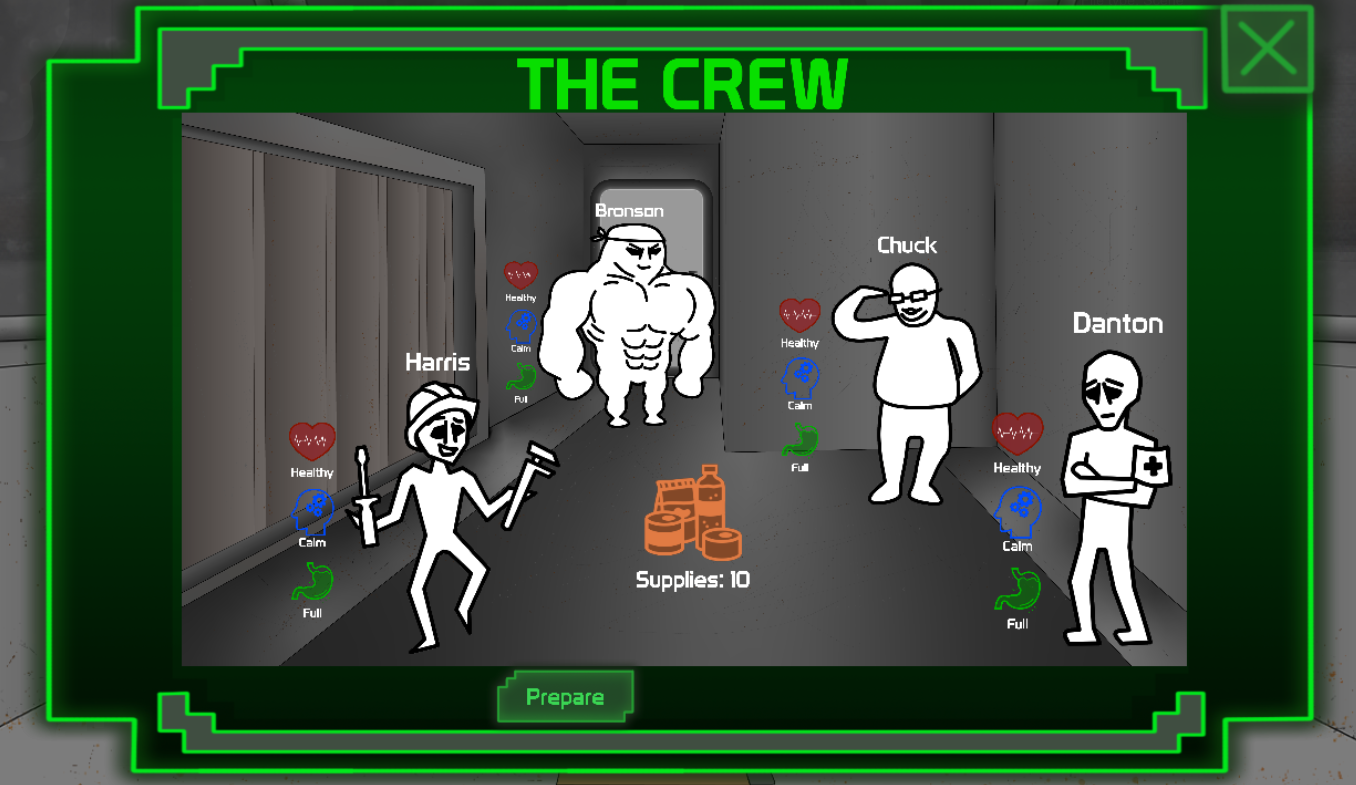 THE CREW
Bronson
Healthy
Calm
Full
Chuck
Healthy
Calm
Full
Harris
Healthy
Calm
Full
Danton
Healthy
Calm
Full
Supplies: 10
Prepare